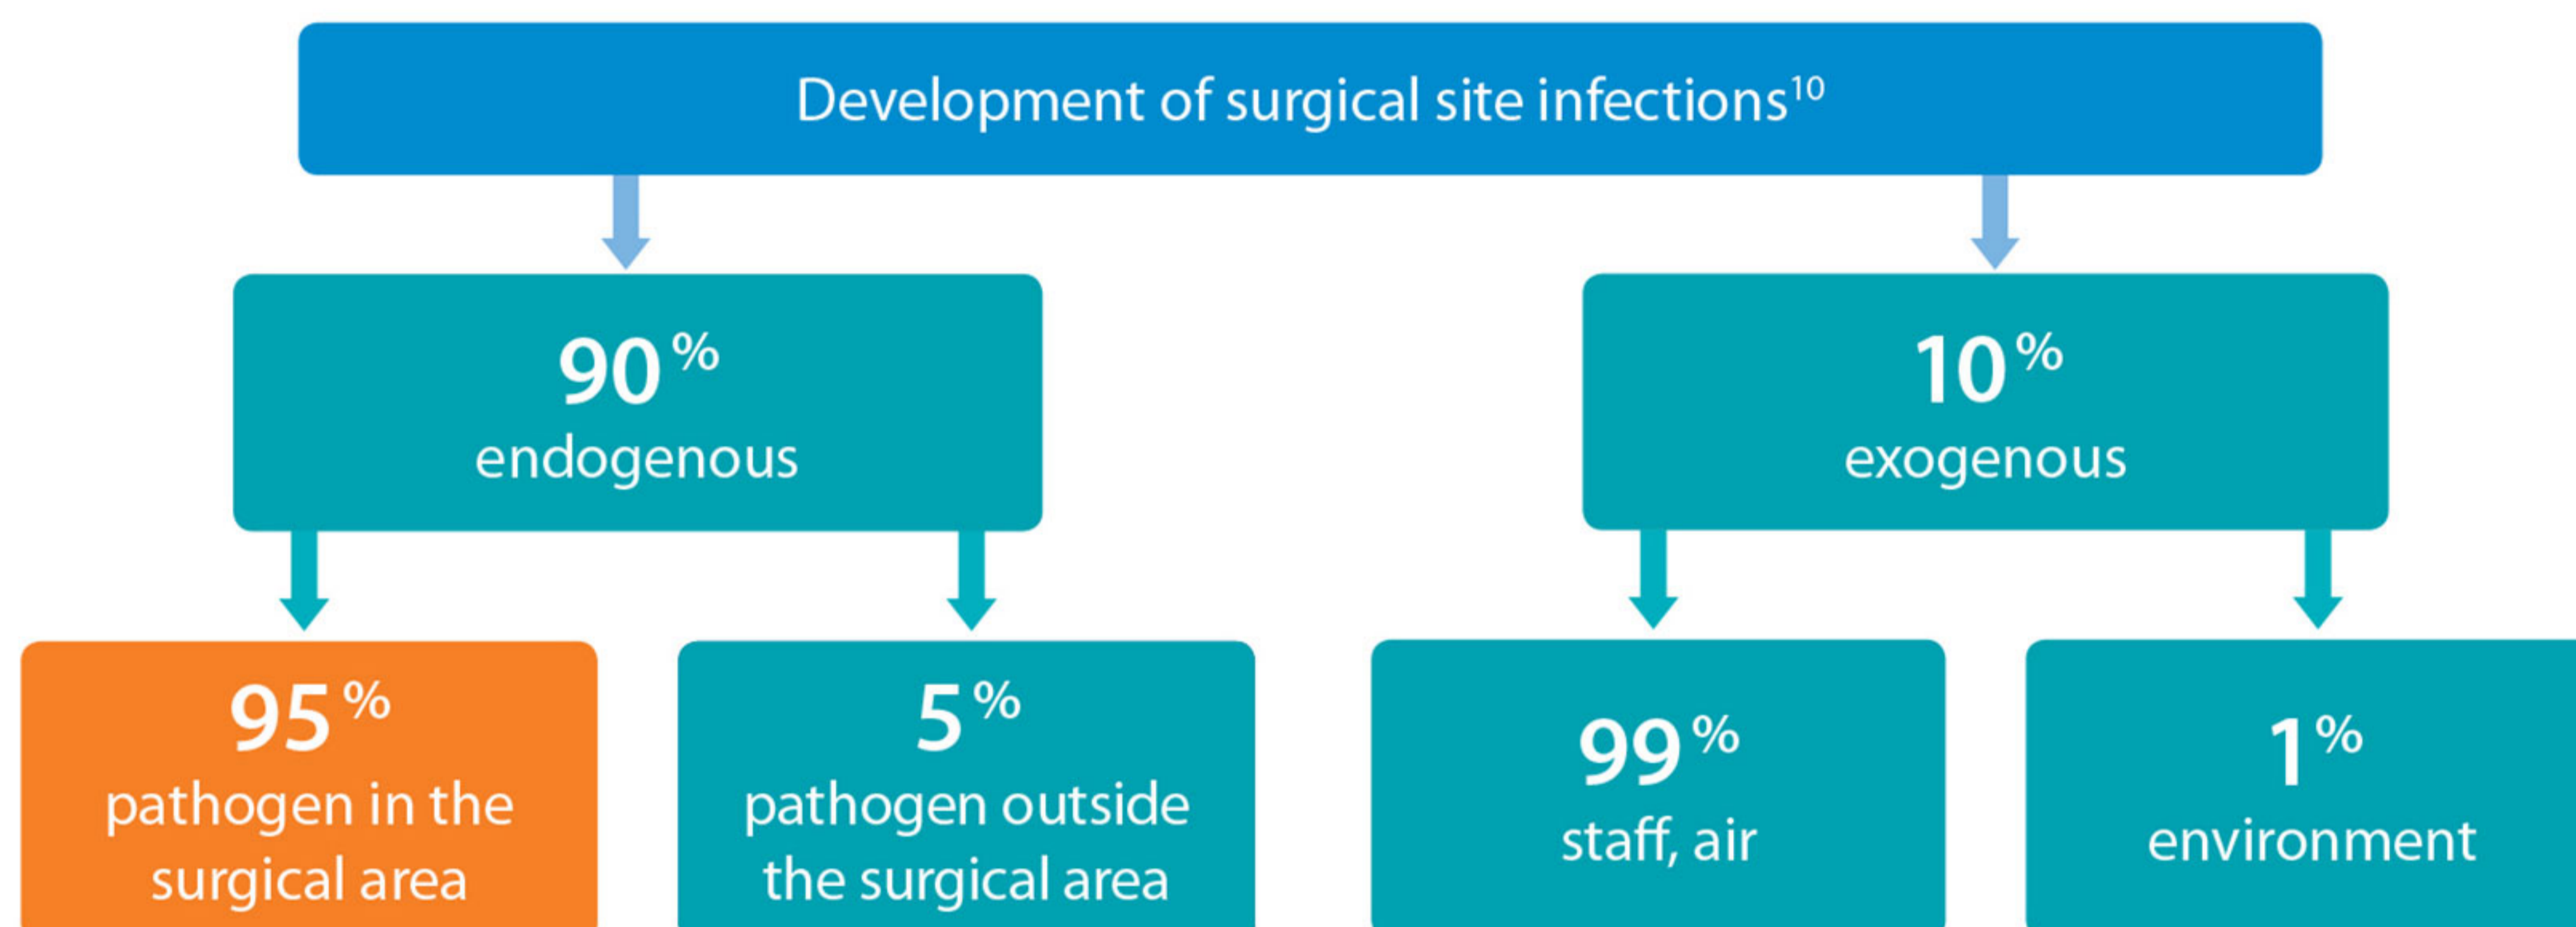 Development of surgical site infections¹⁰
90%
endogenous
10%
exogenous
95%
pathogen in the
surgical area
5%
pathogen outside
the surgical area
99%
staff, air
1%
environment